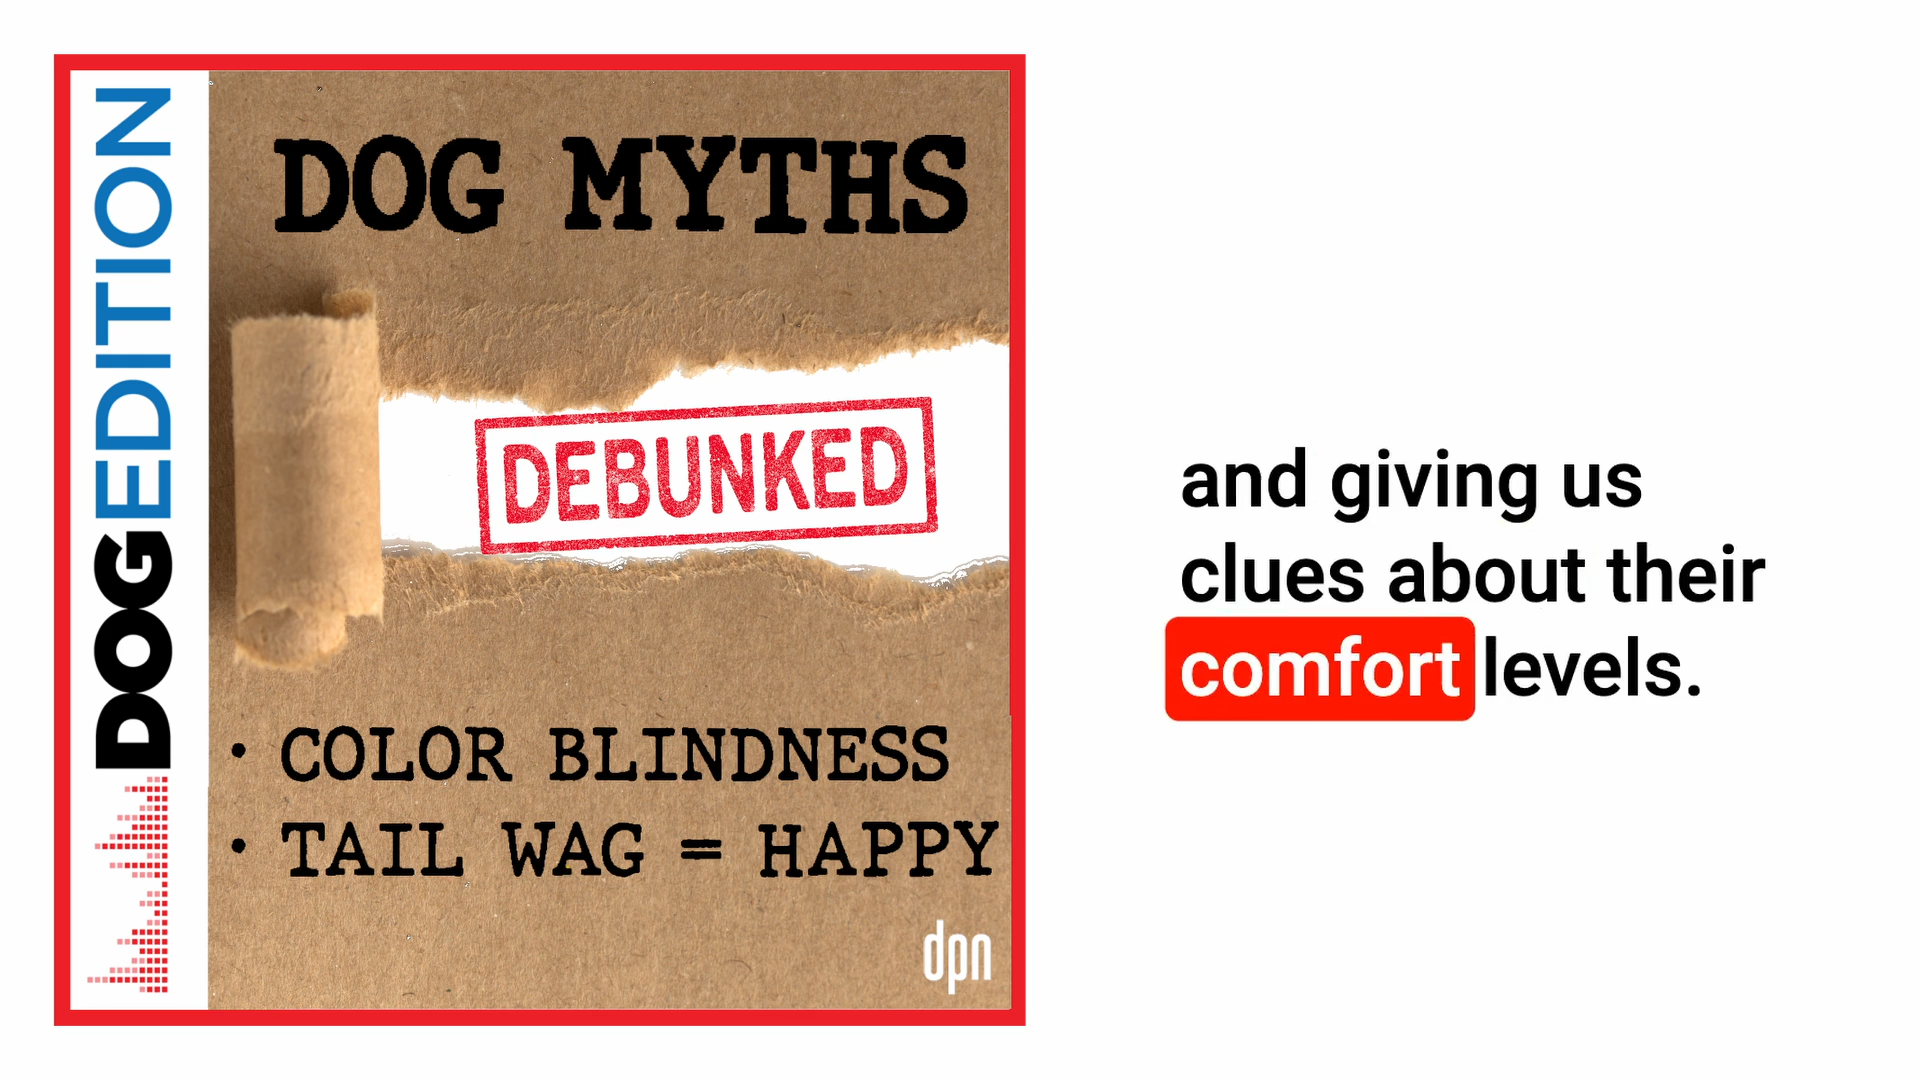 DOGEDITION
DOG MYTHS
DEBUNKED
• COLOR BLINDNESS
• TAIL WAG = HAPPY
dpn
and giving us
clues about their
comfort levels.